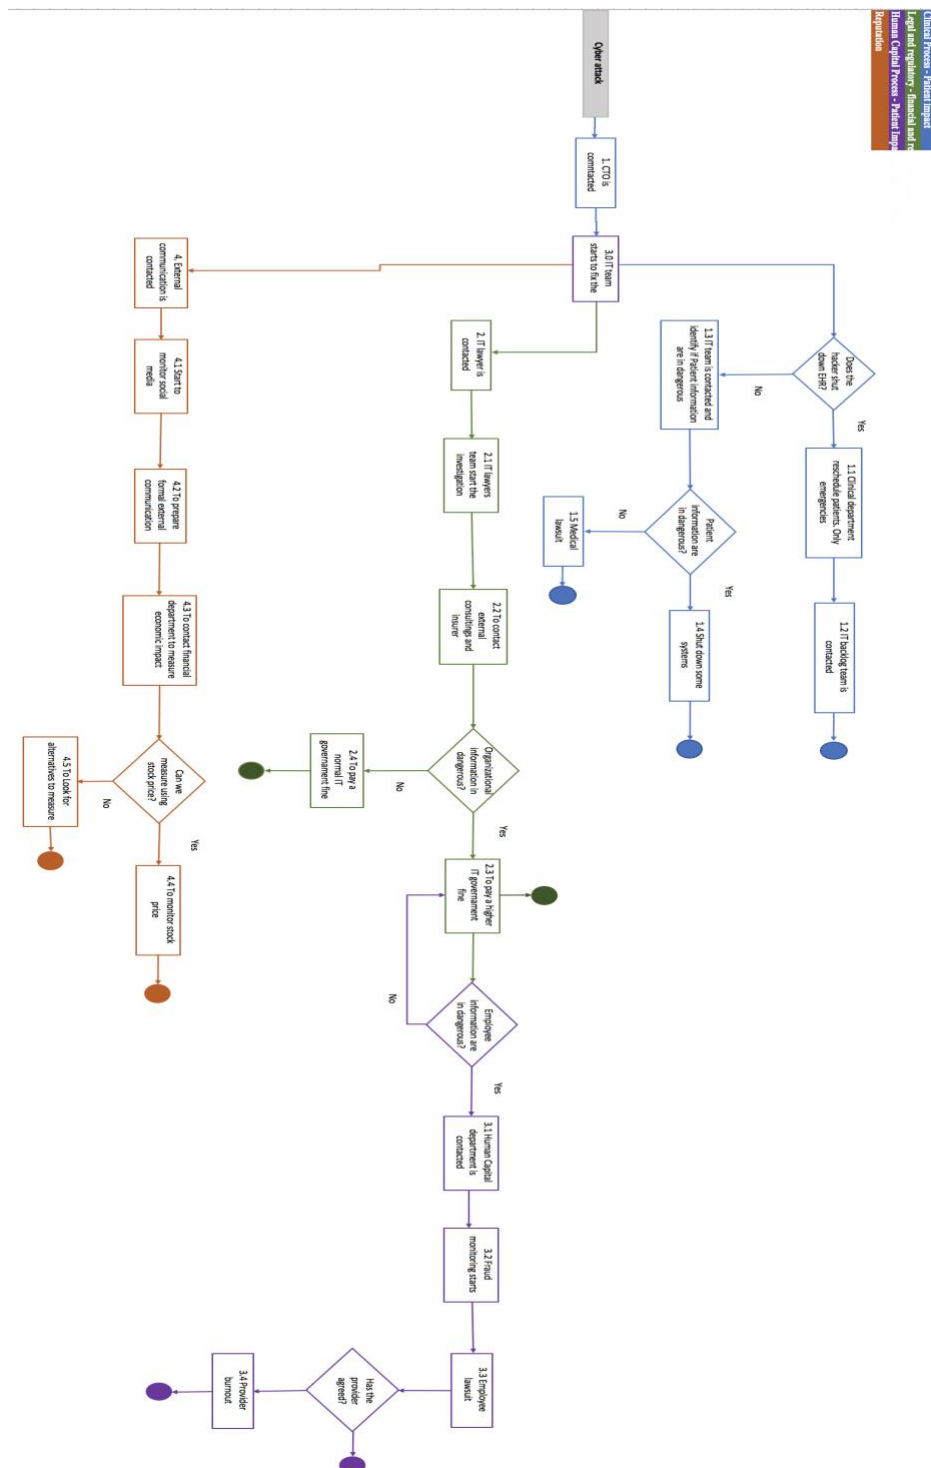 Clinical Process - Patient Impact
Legal and regulatory - financial and re
Human Capital Process - Patient Impa
Reputation
Cyber attack
1. CTO is
comntacted
3.0 IT team
starts to fix the
Does the
hacker shut
down EHR?
Yes
No
1.1 Clinical department
reschedule patients. Only
emergencies
1.2 IT backlog team is
contacted
1.3 IT team is contacted and
identify if Patient information
are in dangerous
Patient
information are
in dangerous?
Yes
No
1.4 Shut down some
systems
1.5 Medical
lawsuit
2. IT lawyer is
contacted
2.1 IT lawyers
team start the
investigation
2.2 To contact
external
consultings and
insurer
Organizational
information in
dangerous?
Yes
No
2.3 To pay a higher
IT governament
fine
2.4 To pay a
normal IT
governament fine
Employee
information are
in dangerous?
Yes
No
3.1 Human Capital
department is
contacted
3.2 Fraud
monitoring starts
3.3 Employee
lawsuit
Has the
provider
agreed?
3.4 Provider
burnout
4. External
communication is
contacted
4.1 Start to
monitor social
media
4.2 To prepare
formal external
communication
4.3 To contact financial
department to measure
economic impact
Can we
measure using
stock price?
Yes
No
4.4 To monitor stock
price
4.5 To Look for
alternatives to measure